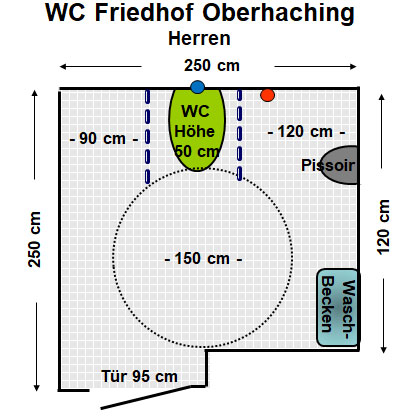 WC Friedhof Oberhaching
Herren
250 cm
WC
Höhe
50 cm
- 90 cm -
- 120 cm -
Pissoir
250 cm
120 cm
- 150 cm -
Wasch-
Becken
Tür 95 cm